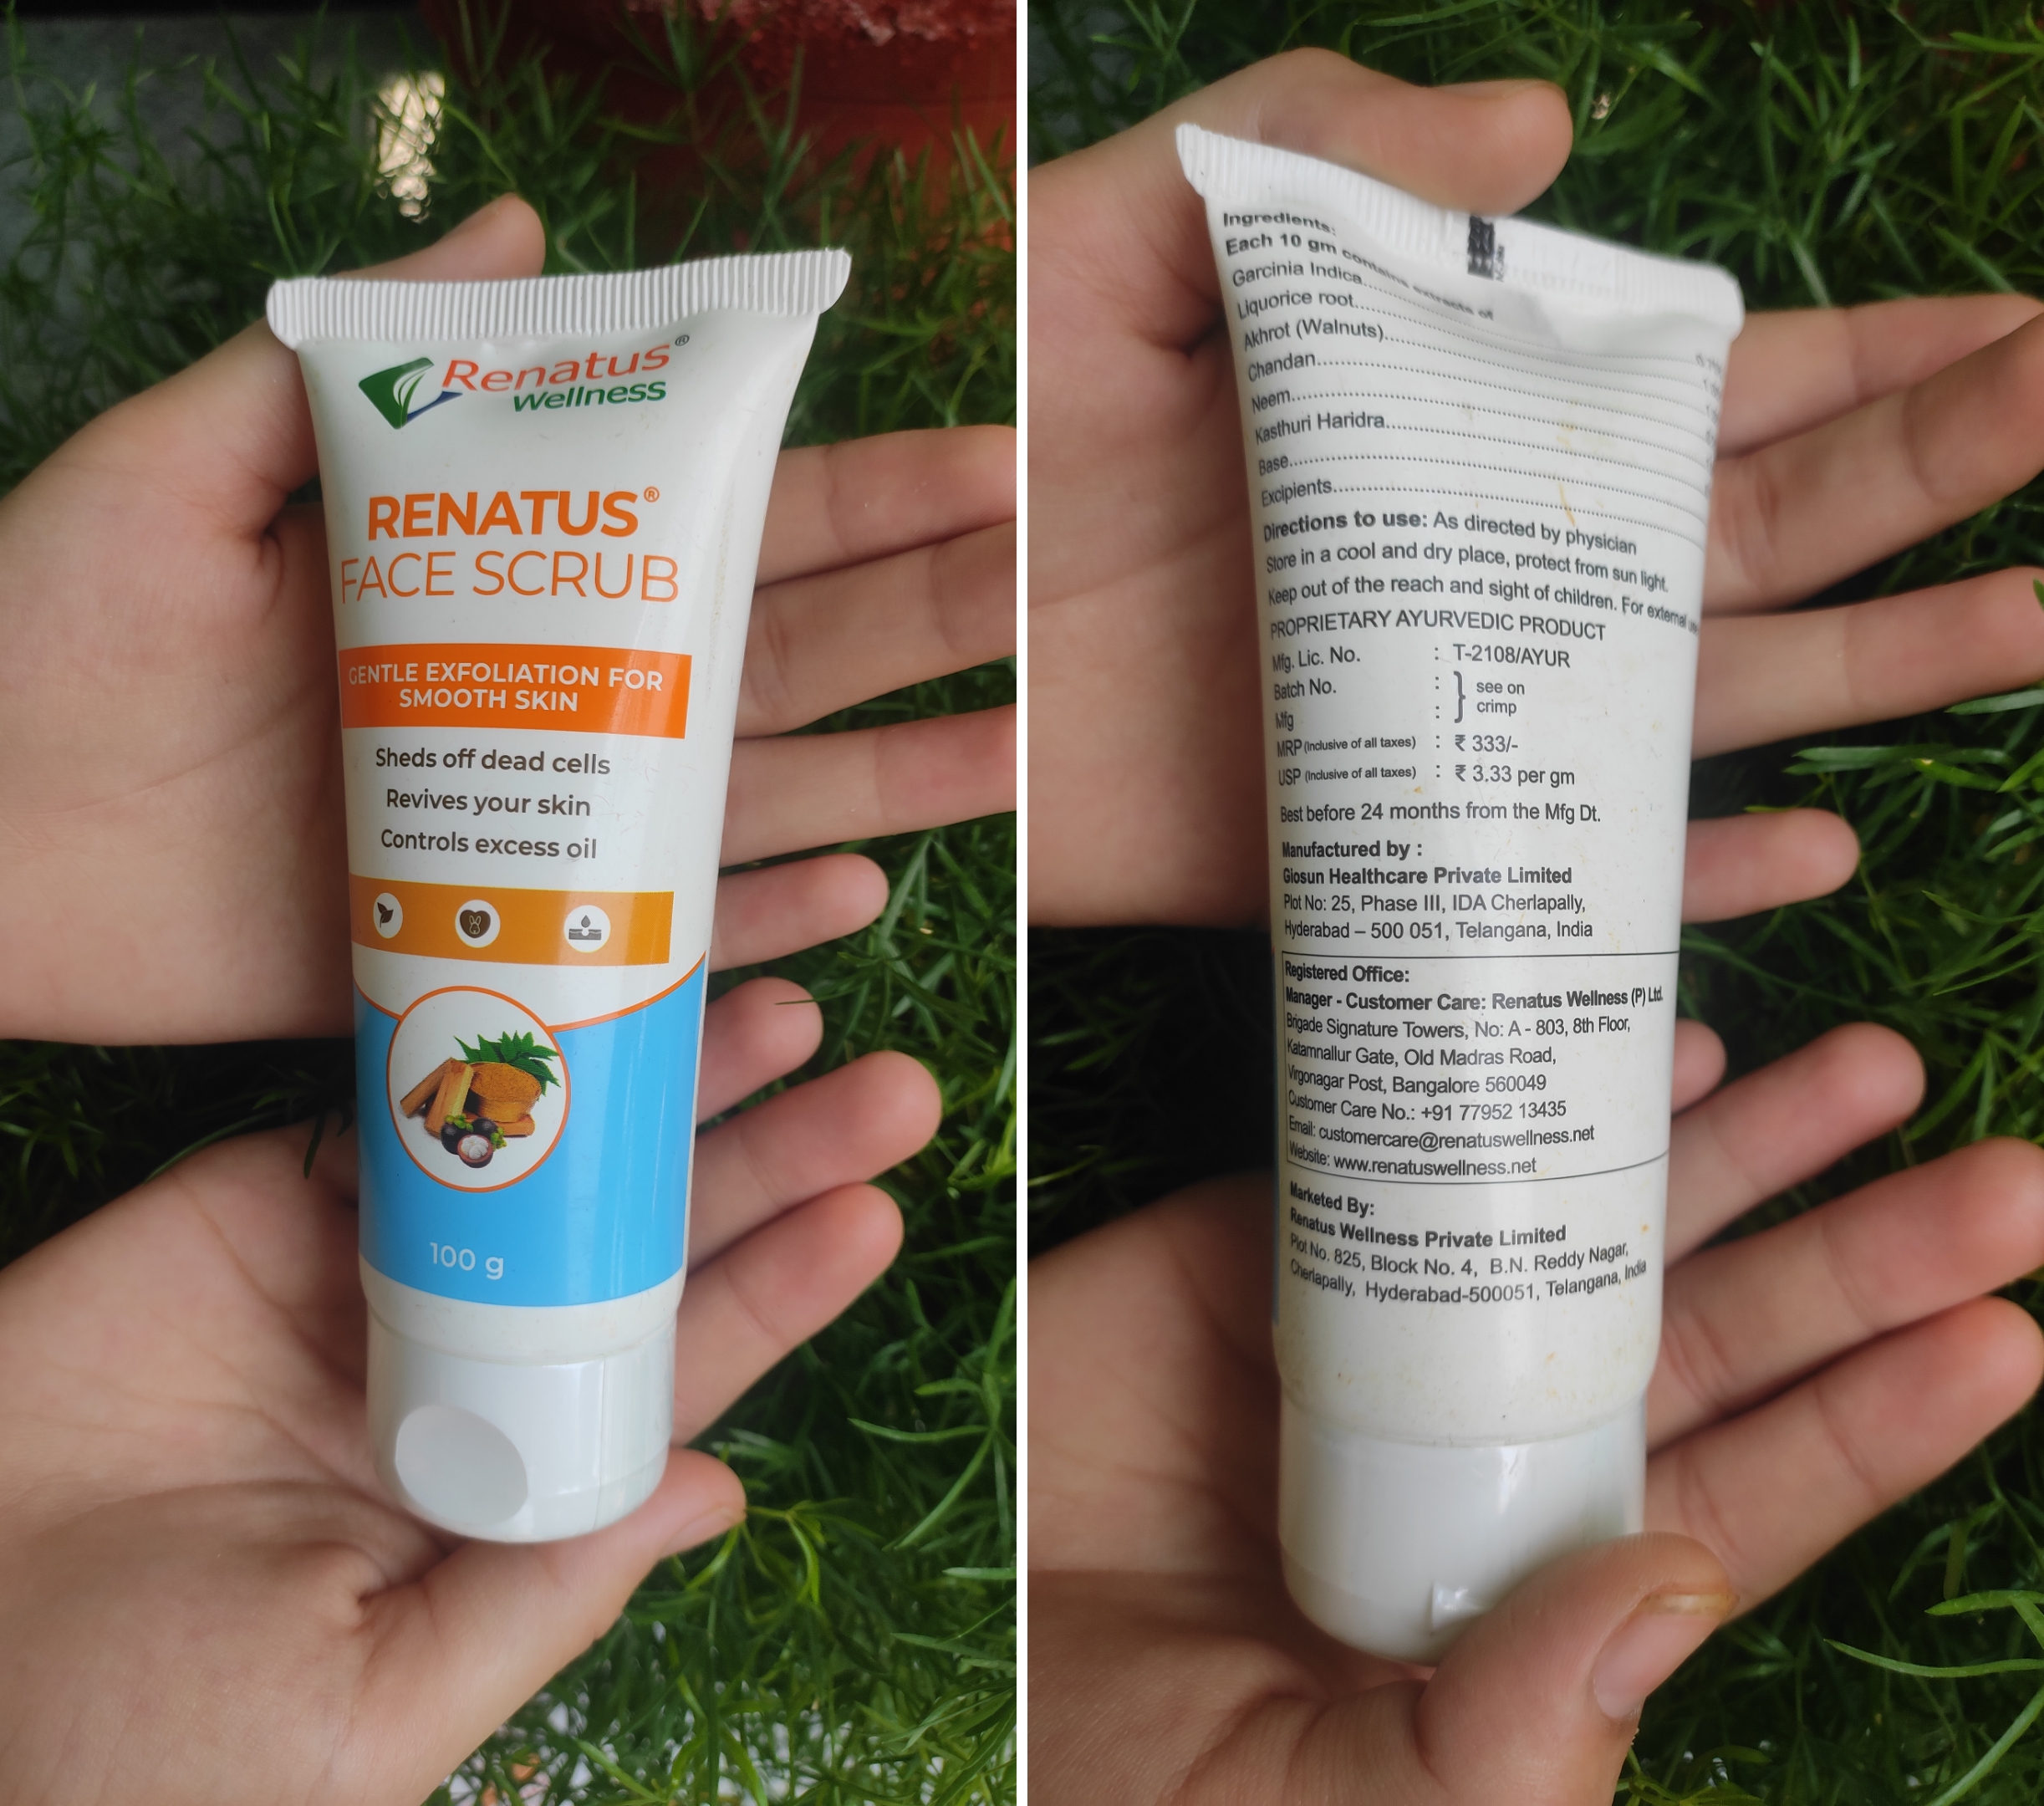 Renatus®
wellness
RENATUS®
FACE SCRUB
GENTLE EXFOLIATION FOR
SMOOTH SKIN
Sheds off dead cells
Revives your skin
Controls excess oil
100 g
Ingredients:
Each 10 gm contains extracts of
Garcinia Indica
Liquorice root
Akhrot (Walnuts)
Chandan
Neem
Kasthuri Haridra
Base
Excipients
Directions to use: As directed by physician
Store in a cool and dry place, protect from sun light.
Keep out of the reach and sight of children. For external
PROPRIETARY AYURVEDIC PRODUCT
Mfg. Lic. No. : T-2108/AYUR
Batch No. : see on
Mfg : crimp
MRP (Inclusive of all taxes) : ₹ 333/-
USP (Inclusive of all taxes) : ₹ 3.33 per gm
Best before 24 months from the Mfg Dt.
Manufactured by :
Giosun Healthcare Private Limited
Plot No: 25, Phase III, IDA Cherlapally,
Hyderabad – 500 051, Telangana, India
Registered Office:
Manager - Customer Care: Renatus Wellness (P) Ltd.
Brigade Signature Towers, No: A - 803, 8th Floor,
Katamnallur Gate, Old Madras Road,
Virgonagar Post, Bangalore 560049
Customer Care No.: +91 77952 13435
Email: customercare@renatuswellness.net
Website: www.renatuswellness.net
Marketed By:
Renatus Wellness Private Limited
Plot No. 825, Block No. 4, B.N. Reddy Nagar,
Cherlapally, Hyderabad-500051, Telangana, India